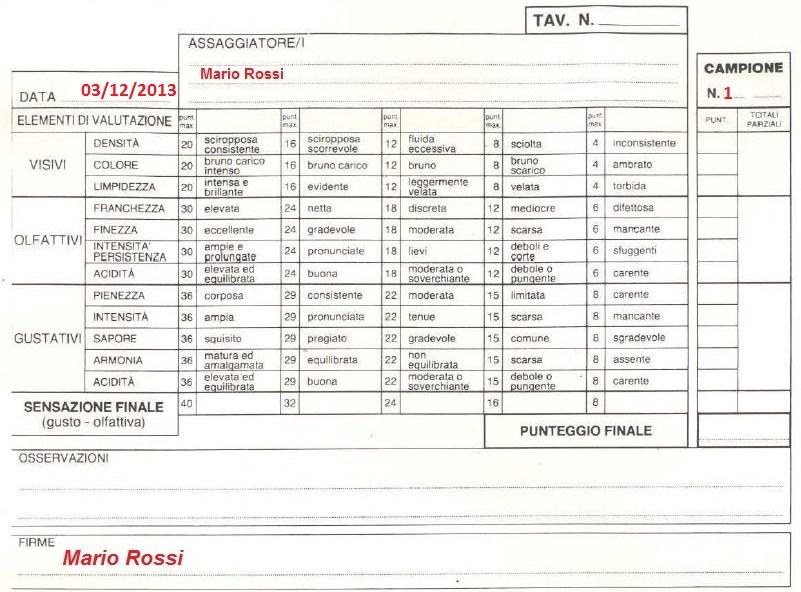 TAV. N.
ASSAGGIATORE/I
Mario Rossi
DATA 03/12/2013
CAMPIONE
N. 1
ELEMENTI DI VALUTAZIONE punt. max. punt. max. punt. max. punt. max. punt. max. PUNT. TOTALI PARZIALI
VISIVI
DENSITÀ 20 sciropposa consistente 16 sciropposa scorrevole 12 fluida eccessiva 8 sciolta 4 inconsistente
COLORE 20 bruno carico intenso 16 bruno carico 12 bruno 8 bruno scarico 4 ambrato
LIMPIDEZZA 20 intensa e brillante 16 evidente 12 leggermente velata 8 velata 4 torbida
OLFATTIVI
FRANCHEZZA 30 elevata 24 netta 18 discreta 12 mediocre 6 difettosa
FINEZZA 30 eccellente 24 gradevole 18 moderata 12 scarsa 6 mancante
INTENSITA' PERSISTENZA 30 ampie e prolungate 24 pronunciate 18 lievi 12 deboli e corte 6 sfuggenti
ACIDITÀ 30 elevata ed equilibrata 24 buona 18 moderata o soverchiante 12 debole o pungente 6 carente
GUSTATIVI
PIENEZZA 36 corposa 29 consistente 22 moderata 15 limitata 8 carente
INTENSITÀ 36 ampia 29 pronunciata 22 tenue 15 scarsa 8 mancante
SAPORE 36 squisito 29 pregiato 22 gradevole 15 comune 8 sgradevole
ARMONIA 36 matura ed amalgamata 29 equilibrata 22 non equilibrata 15 scarsa 8 assente
ACIDITÀ 36 elevata ed equilibrata 29 buona 22 moderata o soverchiante 15 debole o pungente 8 carente
SENSAZIONE FINALE 40 32 24 16 8
(gusto - olfattiva)
PUNTEGGIO FINALE
OSSERVAZIONI
FIRME
Mario Rossi